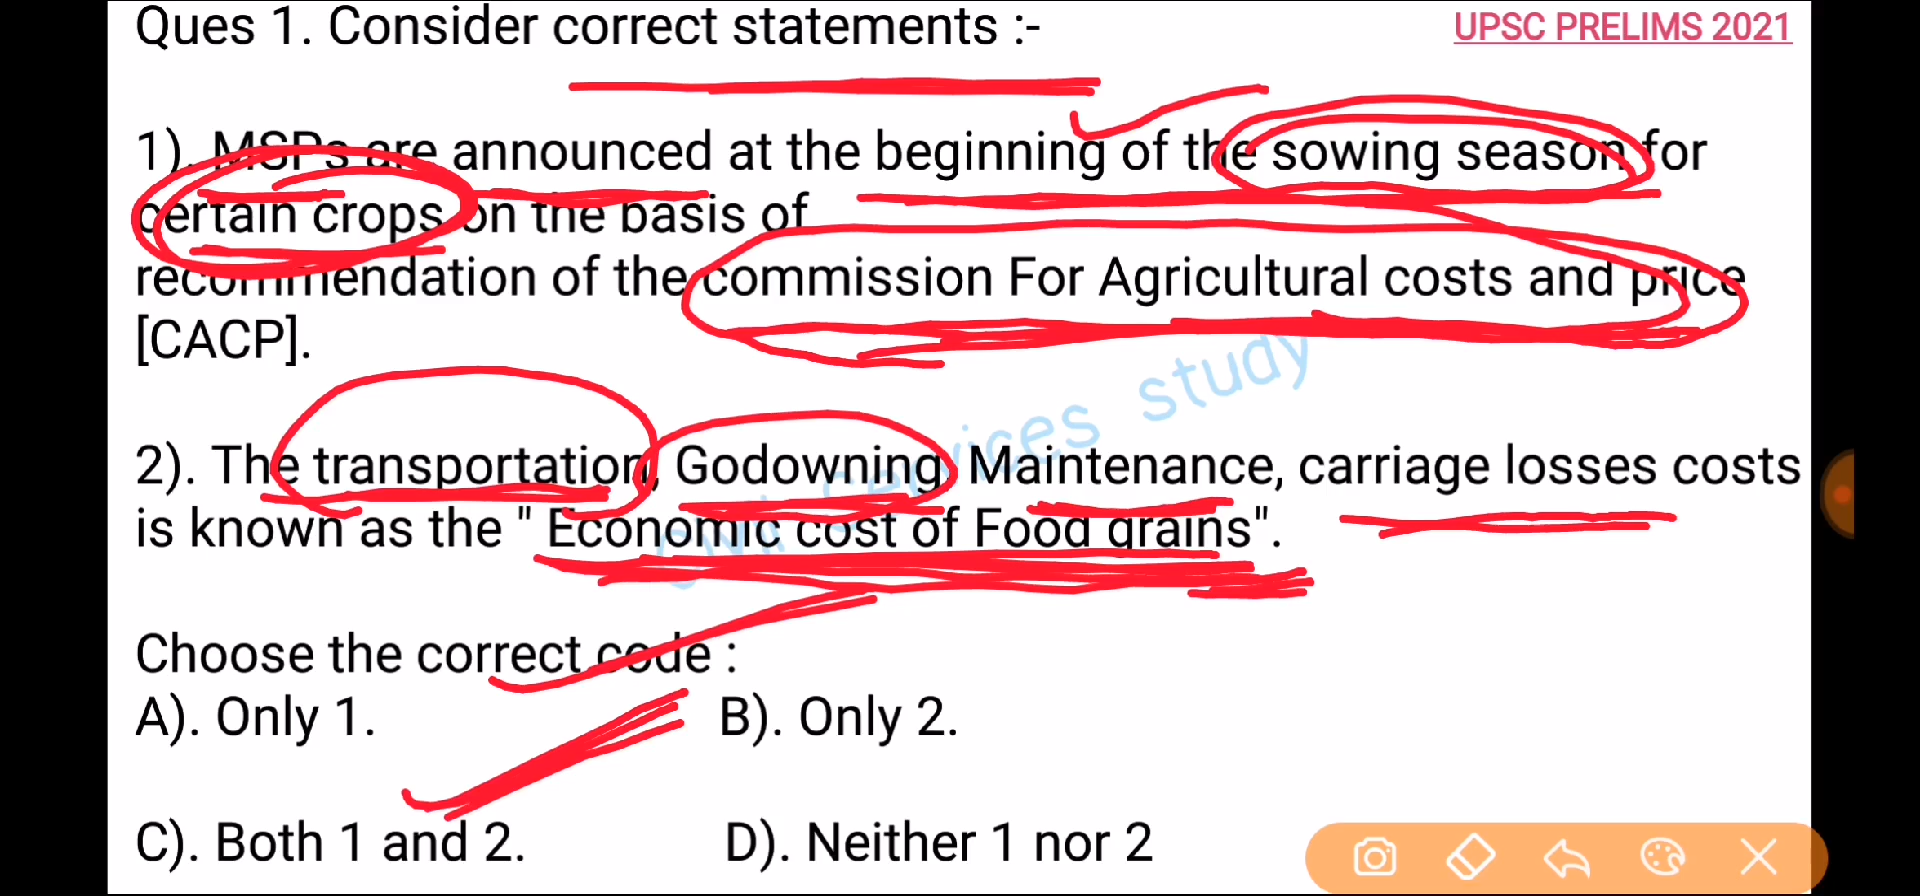 Ques 1. Consider correct statements :-
UPSC PRELIMS 2021
1). MSPs are announced at the beginning of the sowing season for
certain crops on the basis of
recommendation of the commission For Agricultural costs and price
[CACP].
2). The transportation, Godowning, Maintenance, carriage losses costs
is known as the " Economic cost of Food grains".
civil services study
Choose the correct code :
A). Only 1.
B). Only 2.
C). Both 1 and 2.
D). Neither 1 nor 2